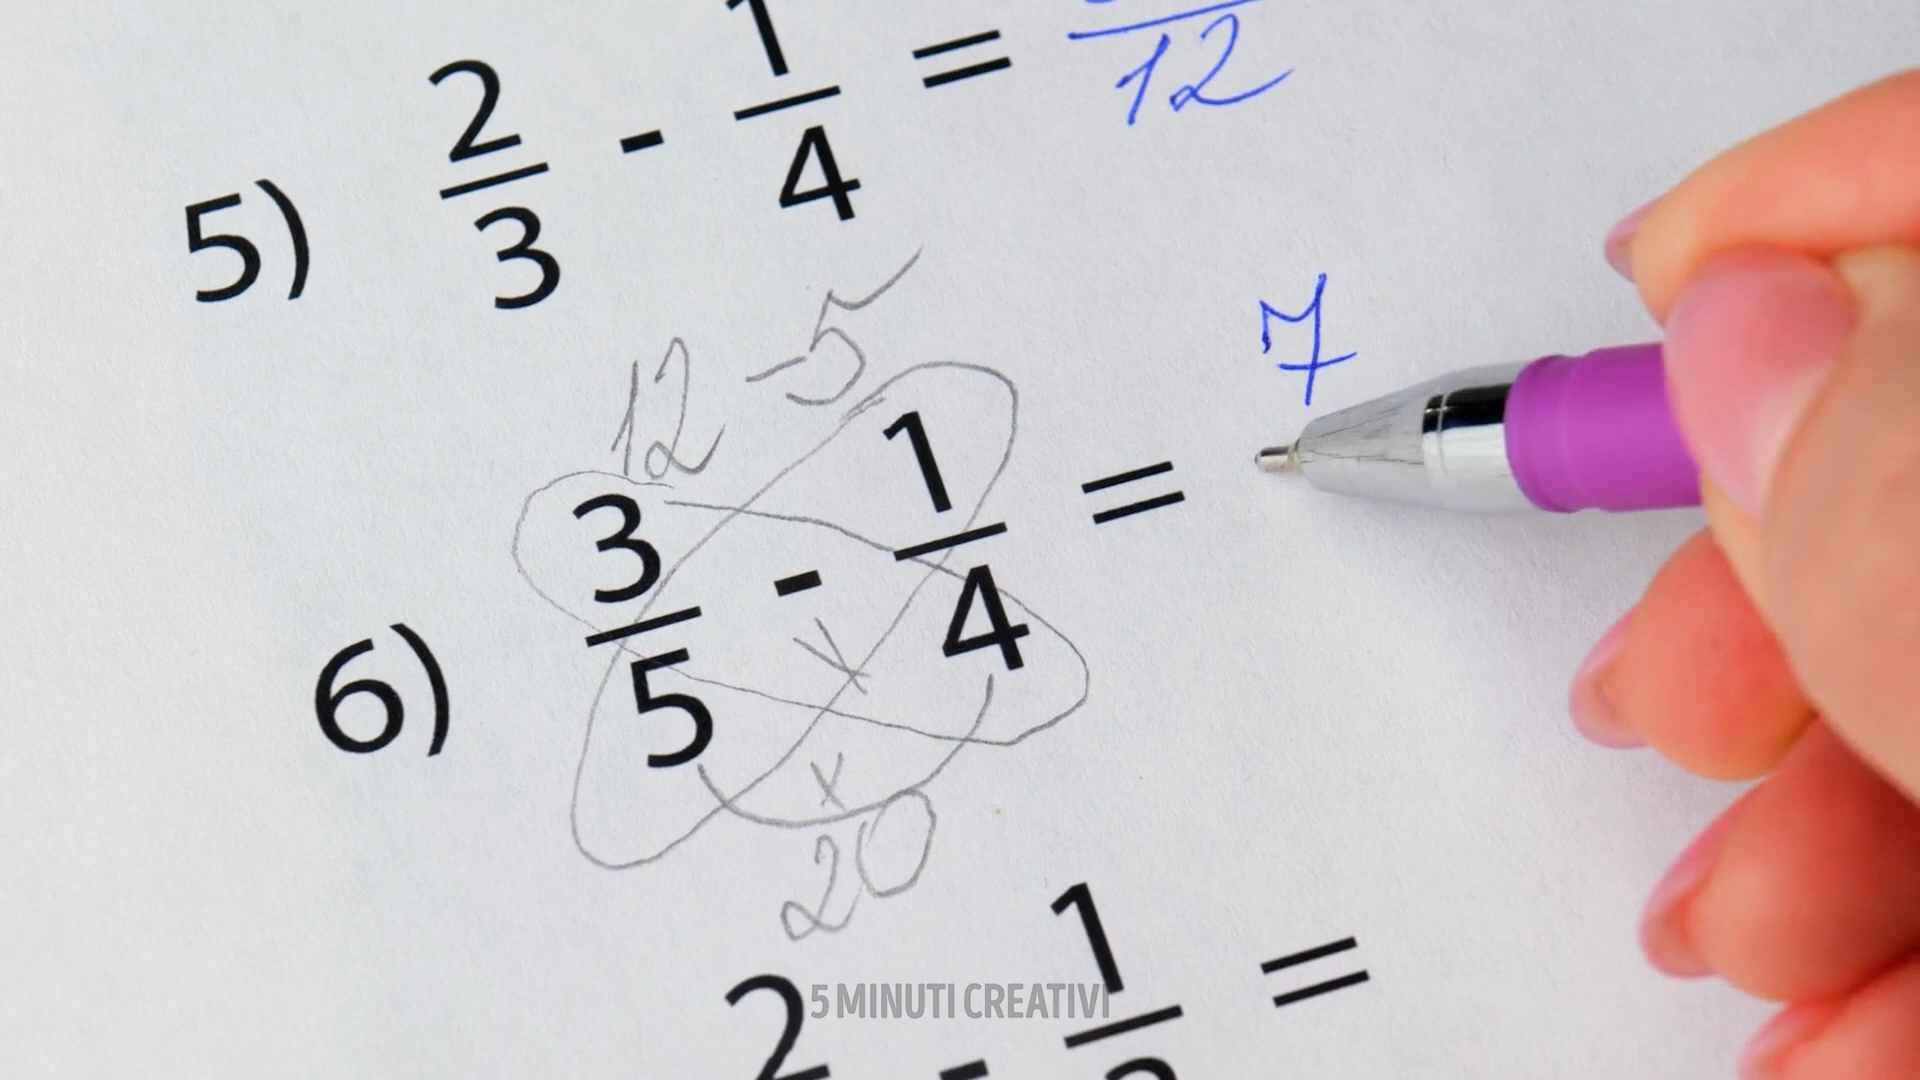 5) 2/3 - 1/4 = /12
12 - 5
6) 3/5 - 1/4 = 7
x
x
20
2 - 1/ =
5 MINUTI CREATIVI